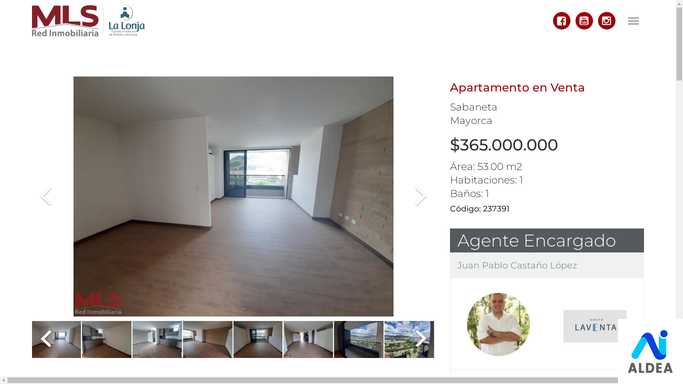 MLS
Red Inmobiliaria
La Lonja
Apartamento en Venta
Sabaneta
Mayorca
$365.000.000
Área: 53.00 m2
Habitaciones: 1
Baños: 1
Código: 237391
MLS
Red Inmobiliaria
Agente Encargado
Juan Pablo Castaño López
LAVENTA
ALDEA